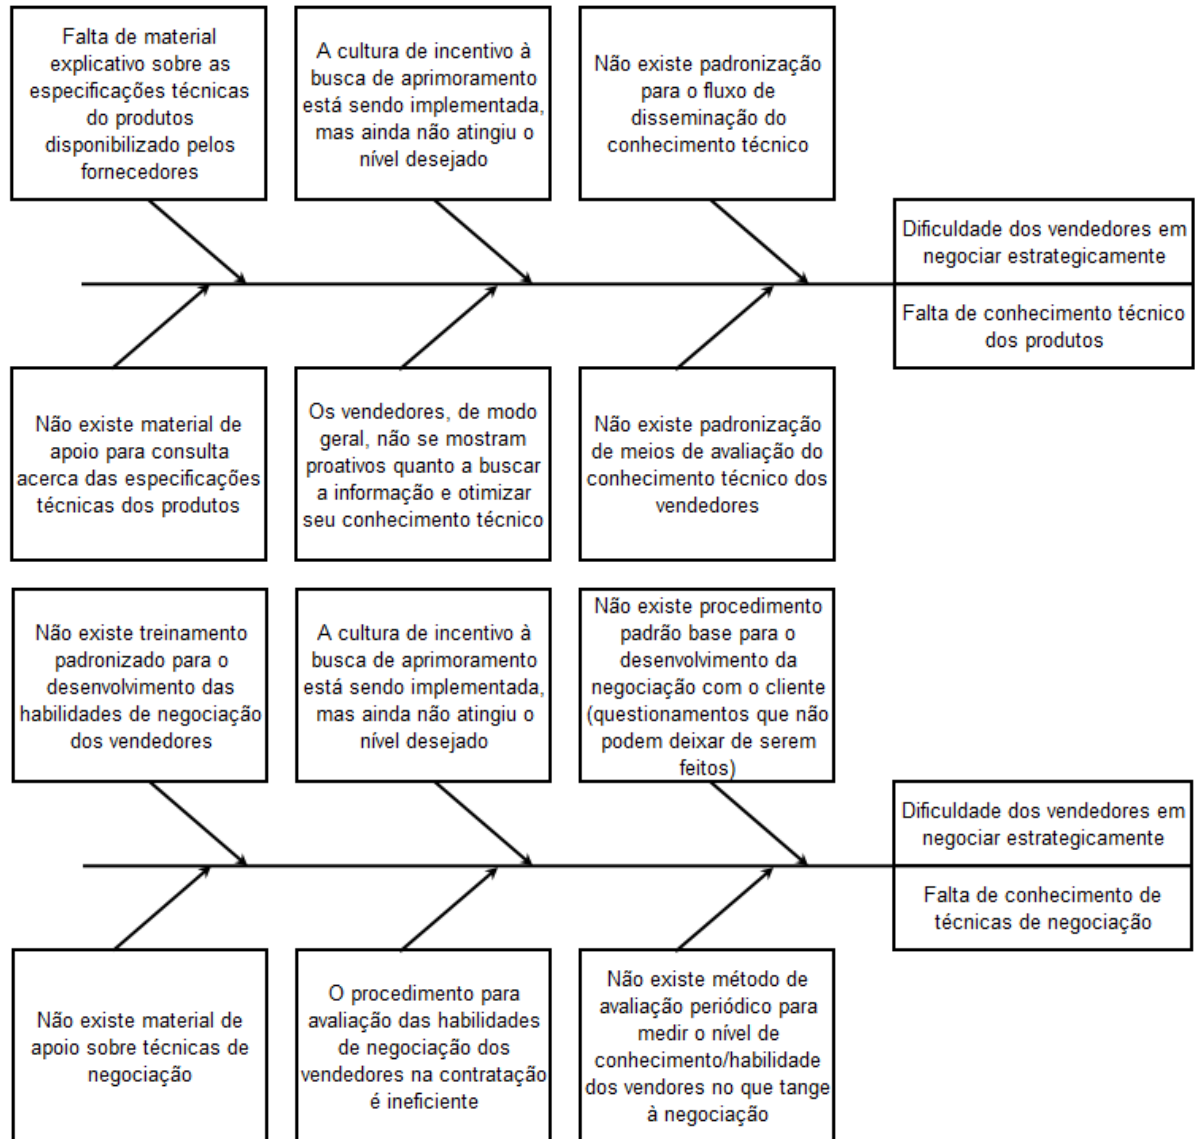 Falta de material
explicativo sobre as
especificações técnicas
do produtos
disponibilizado pelos
fornecedores
A cultura de incentivo à
busca de aprimoramento
está sendo implementada,
mas ainda não atingiu o
nível desejado
Não existe padronização
para o fluxo de
disseminação do
conhecimento técnico
Dificuldade dos vendedores em
negociar estrategicamente
Falta de conhecimento técnico
dos produtos
Não existe material de
apoio para consulta
acerca das especificações
técnicas dos produtos
Os vendedores, de modo
geral, não se mostram
proativos quanto a buscar
a informação e otimizar
seu conhecimento técnico
Não existe padronização
de meios de avaliação do
conhecimento técnico dos
vendedores
Não existe treinamento
padronizado para o
desenvolvimento das
habilidades de negociação
dos vendedores
A cultura de incentivo à
busca de aprimoramento
está sendo implementada,
mas ainda não atingiu o
nível desejado
Não existe procedimento
padrão base para o
desenvolvimento da
negociação com o cliente
(questionamentos que não
podem deixar de serem
feitos)
Dificuldade dos vendedores em
negociar estrategicamente
Falta de conhecimento de
técnicas de negociação
Não existe material de
apoio sobre técnicas de
negociação
O procedimento para
avaliação das habilidades
de negociação dos
vendedores na contratação
é ineficiente
Não existe método de
avaliação periódico para
medir o nível de
conhecimento/habilidade
dos vendores no que tange
à negociação